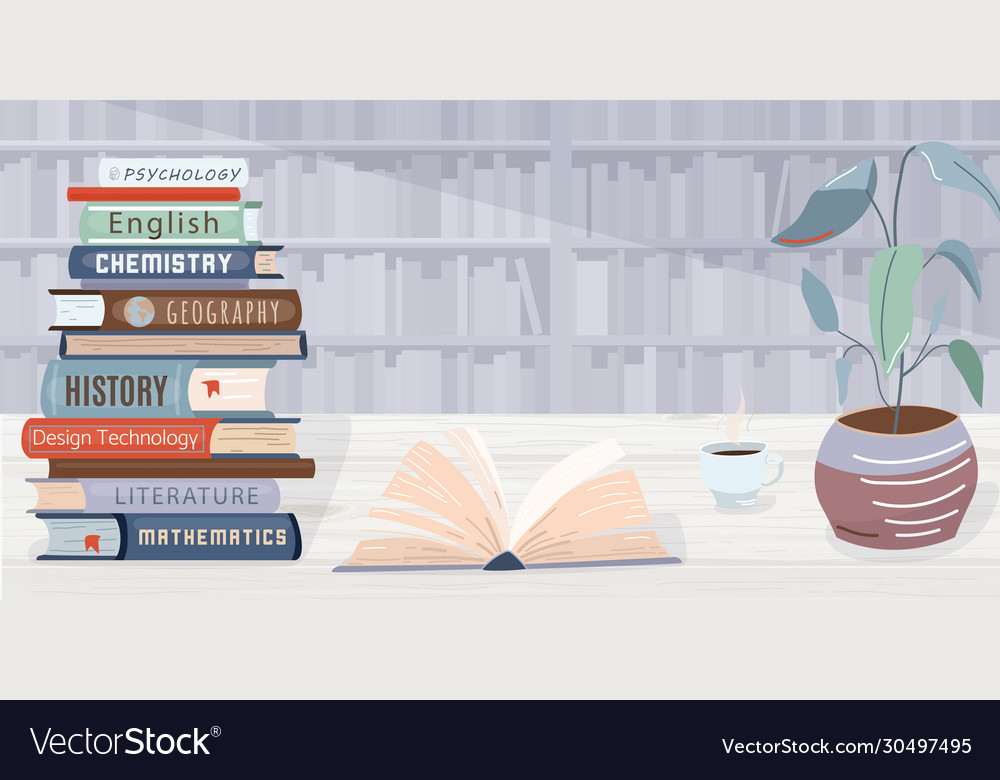 PSYCHOLOGY
English
CHEMISTRY
GEOGRAPHY
HISTORY
Design Technology
LITERATURE
MATHEMATICS
VectorStock®
VectorStock.com/30497495